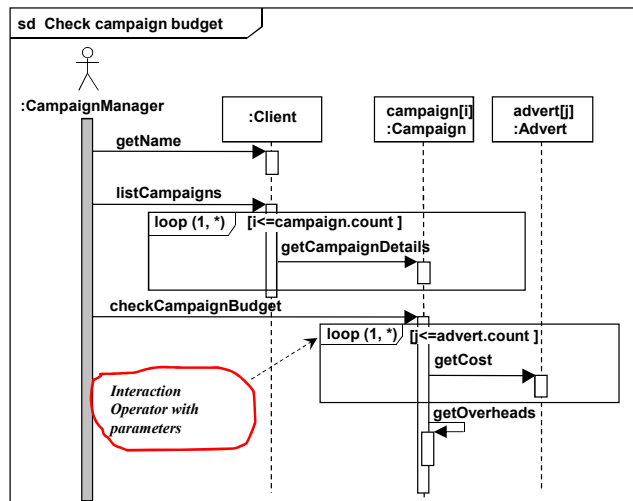 sd Check campaign budget
:CampaignManager
:Client
campaign[i]
:Campaign
advert[j]
:Advert
getName
listCampaigns
loop (1, *)
[i<=campaign.count ]
getCampaignDetails
checkCampaignBudget
loop (1, *)
[j<=advert.count ]
getCost
Interaction
Operator with
parameters
getOverheads